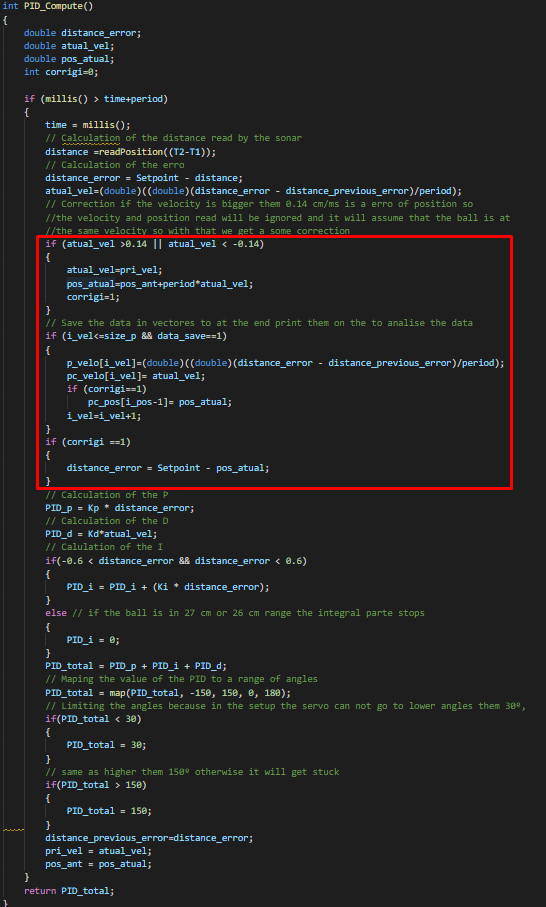 int PID_Compute()
{
    double distance_error;
    double atual_vel;
    double pos_atual;
    int corrigi=0;

    if (millis() > time+period)
    {
        time = millis();
        // Calculation of the distance read by the sonar
        distance =readPosition((T2-T1));
        // Calculation of the erro
        distance_error = Setpoint - distance;
        atual_vel=(double)((double)(distance_error - distance_previous_error)/period);
        // Correction if the velocity is bigger them 0.14 cm/ms is a erro of position so
        //the velocity and position read will be ignored and it will assume that the ball is at
        //the same velocity so with that we get a some correction
        if (atual_vel >0.14 || atual_vel < -0.14)
        {
            atual_vel=pri_vel;
            pos_atual=pos_ant+period*atual_vel;
            corrigi=1;
        }
        // Save the data in vectores to at the end print them on the to analise the data
        if (i_vel<=size_p && data_save==1)
        {
            p_velo[i_vel]=(double)((double)(distance_error - distance_previous_error)/period);
            pc_velo[i_vel]= atual_vel;
            if (corrigi==1)
                pc_pos[i_pos-1]= pos_atual;
            i_vel=i_vel+1;
        }
        if (corrigi ==1)
        {
            distance_error = Setpoint - pos_atual;
        }
        // Calculation of the P
        PID_p = Kp * distance_error;
        // Calculation of the D
        PID_d = Kd*atual_vel;
        // Calulation of the I
        if(-0.6 < distance_error && distance_error < 0.6)
        {
            PID_i = PID_i + (Ki * distance_error);
        }
        else // if the ball is in 27 cm or 26 cm range the integral parte stops
        {
            PID_i = 0;
        }
        PID_total = PID_p + PID_i + PID_d;
        // Maping the value of the PID to a range of angles
        PID_total = map(PID_total, -150, 150, 0, 180);
        // Limiting the angles because in the setup the servo can not go to lower angles them 30º,
        if(PID_total < 30)
        {
            PID_total = 30;
        }
        // same as higher them 150º otherwise it will get stuck
        if(PID_total > 150)
        {
            PID_total = 150;
        }
        distance_previous_error=distance_error;
        pri_vel = atual_vel;
        pos_ant = pos_atual;
    }
    return PID_total;
}